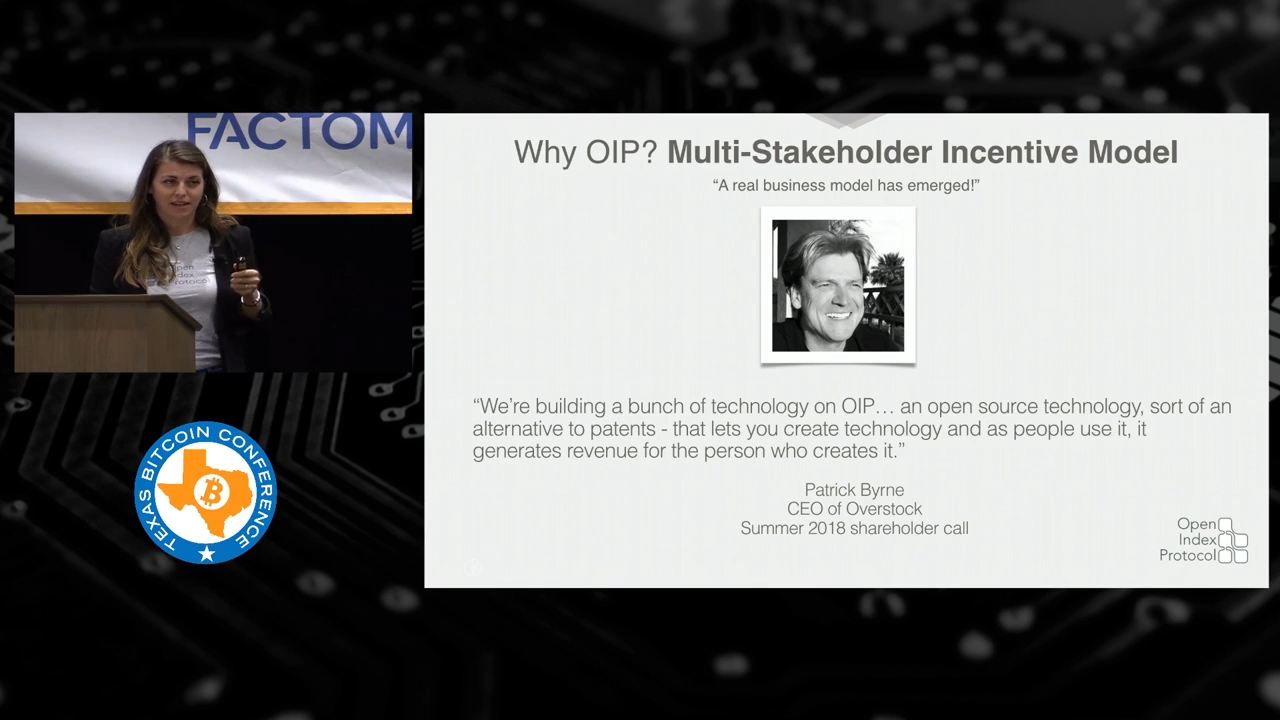 FACTOM
Open
Index
Protocol
TEXAS BITCOIN CONFERENCE
Why OIP? Multi-Stakeholder Incentive Model
“A real business model has emerged!”
“We’re building a bunch of technology on OIP… an open source technology, sort of an
alternative to patents - that lets you create technology and as people use it, it
generates revenue for the person who creates it.”
Patrick Byrne
CEO of Overstock
Summer 2018 shareholder call
Open
Index
Protocol